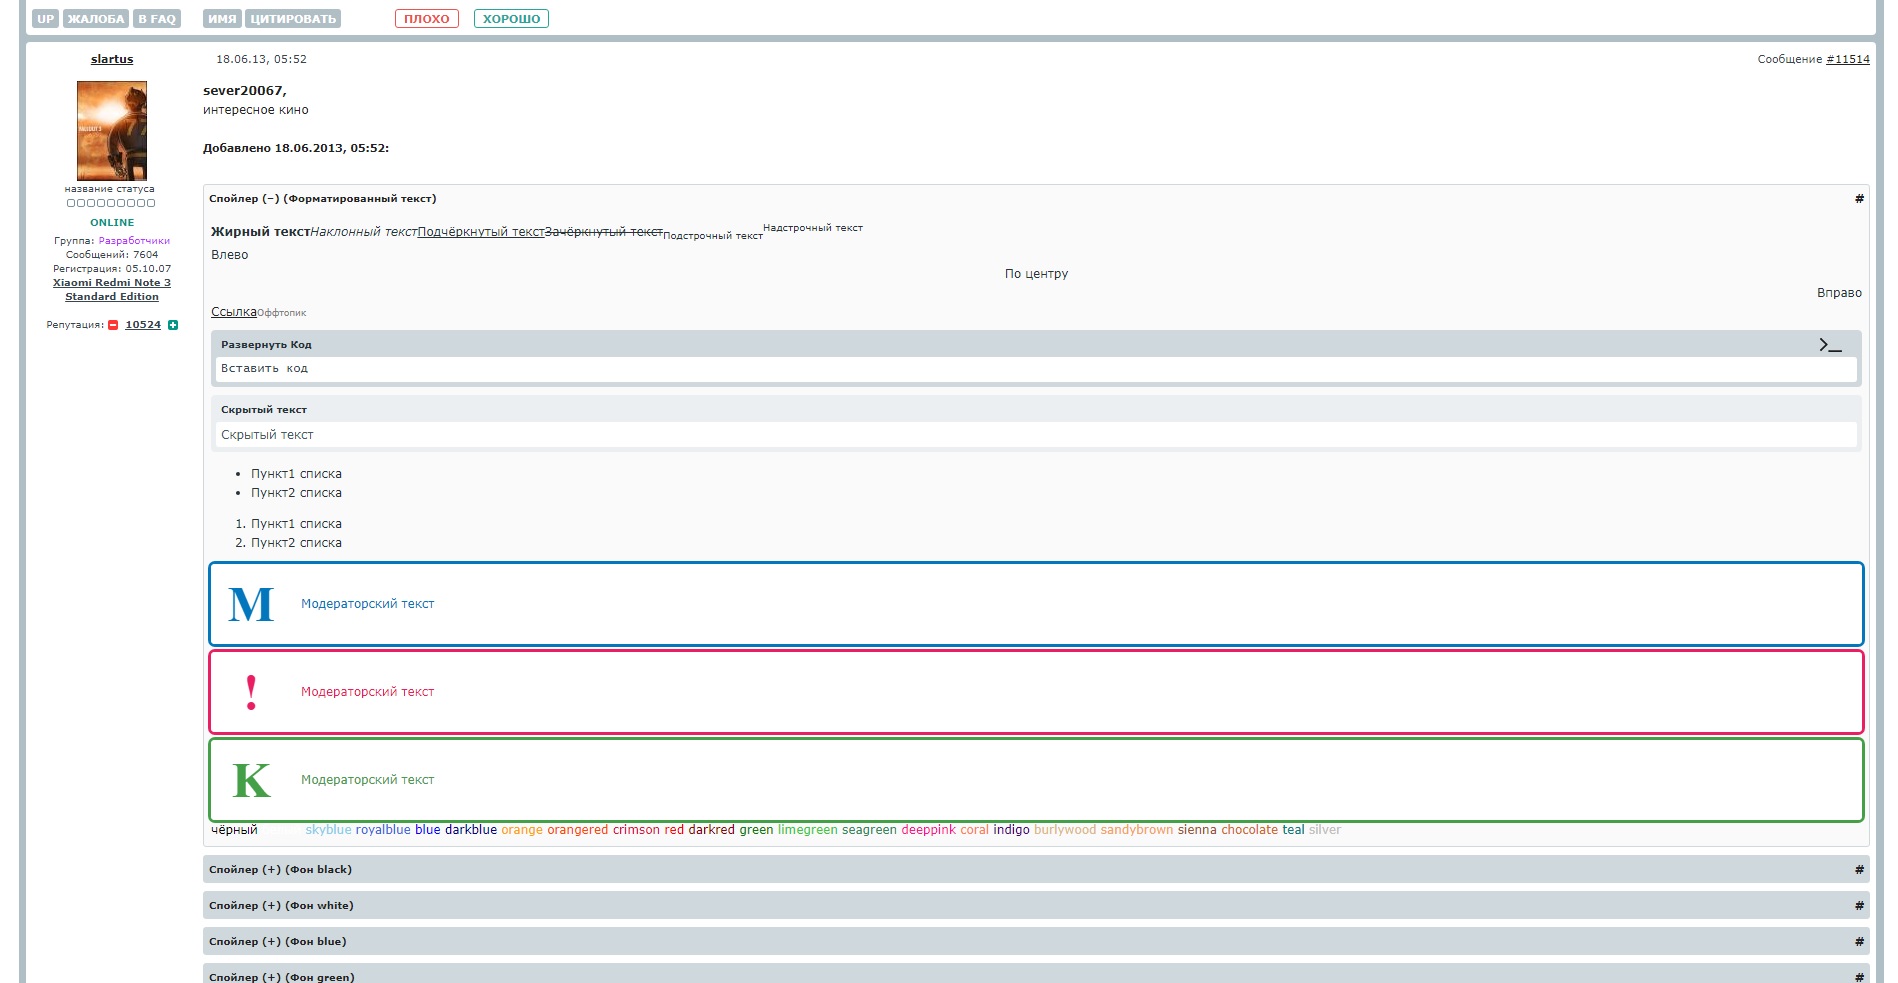 UP ЖАЛОБА В FAQ ИМЯ ЦИТИРОВАТЬ ПЛОХО ХОРОШО
slartus 18.06.13, 05:52 Сообщение #11514
sever20067,
интересное кино
Добавлено 18.06.2013, 05:52:
название статуса
ONLINE
Группа: Разработчики
Сообщений: 7604
Регистрация: 05.10.07
Xiaomi Redmi Note 3
Standard Edition
Репутация: 10524
Спойлер (–) (Форматированный текст) #
Жирный текстНаклонный текстПодчёркнутый текстЗачёркнутый текстПодстрочный текстНадстрочный текст
Влево
По центру
Вправо
СсылкаОффтопик
Развернуть Код >_
Вставить код
Скрытый текст
Скрытый текст
• Пункт1 списка
• Пункт2 списка
1. Пункт1 списка
2. Пункт2 списка
М Модераторский текст
! Модераторский текст
К Модераторский текст
чёрный skyblue royalblue blue darkblue orange orangered crimson red darkred green limegreen seagreen deeppink coral indigo burlywood sandybrown sienna chocolate teal silver
Спойлер (+) (Фон black) #
Спойлер (+) (Фон white) #
Спойлер (+) (Фон blue) #
Спойлер (+) (Фон green) #